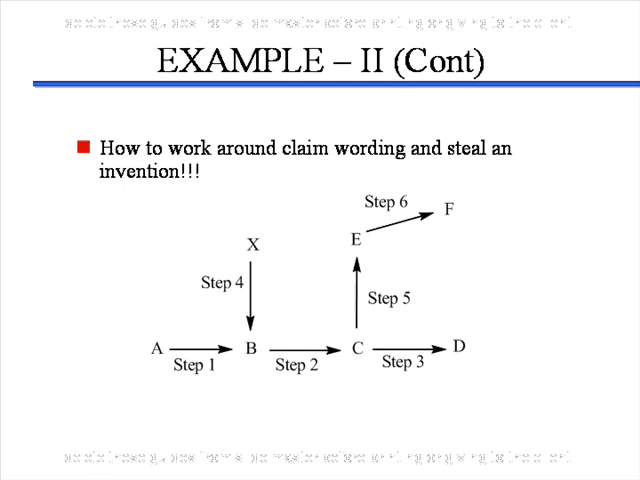 EXAMPLE – II (Cont)
How to work around claim wording and steal an
invention!!!
Step 6
F
X
E
Step 4
Step 5
A
B
C
D
Step 1
Step 2
Step 3